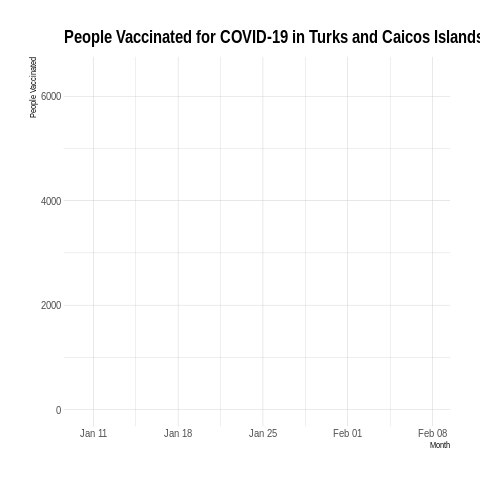 People Vaccinated for COVID-19 in Turks and Caicos Islands
People Vaccinated
6000
4000
2000
0
Jan 11 Jan 18 Jan 25 Feb 01 Feb 08
Month